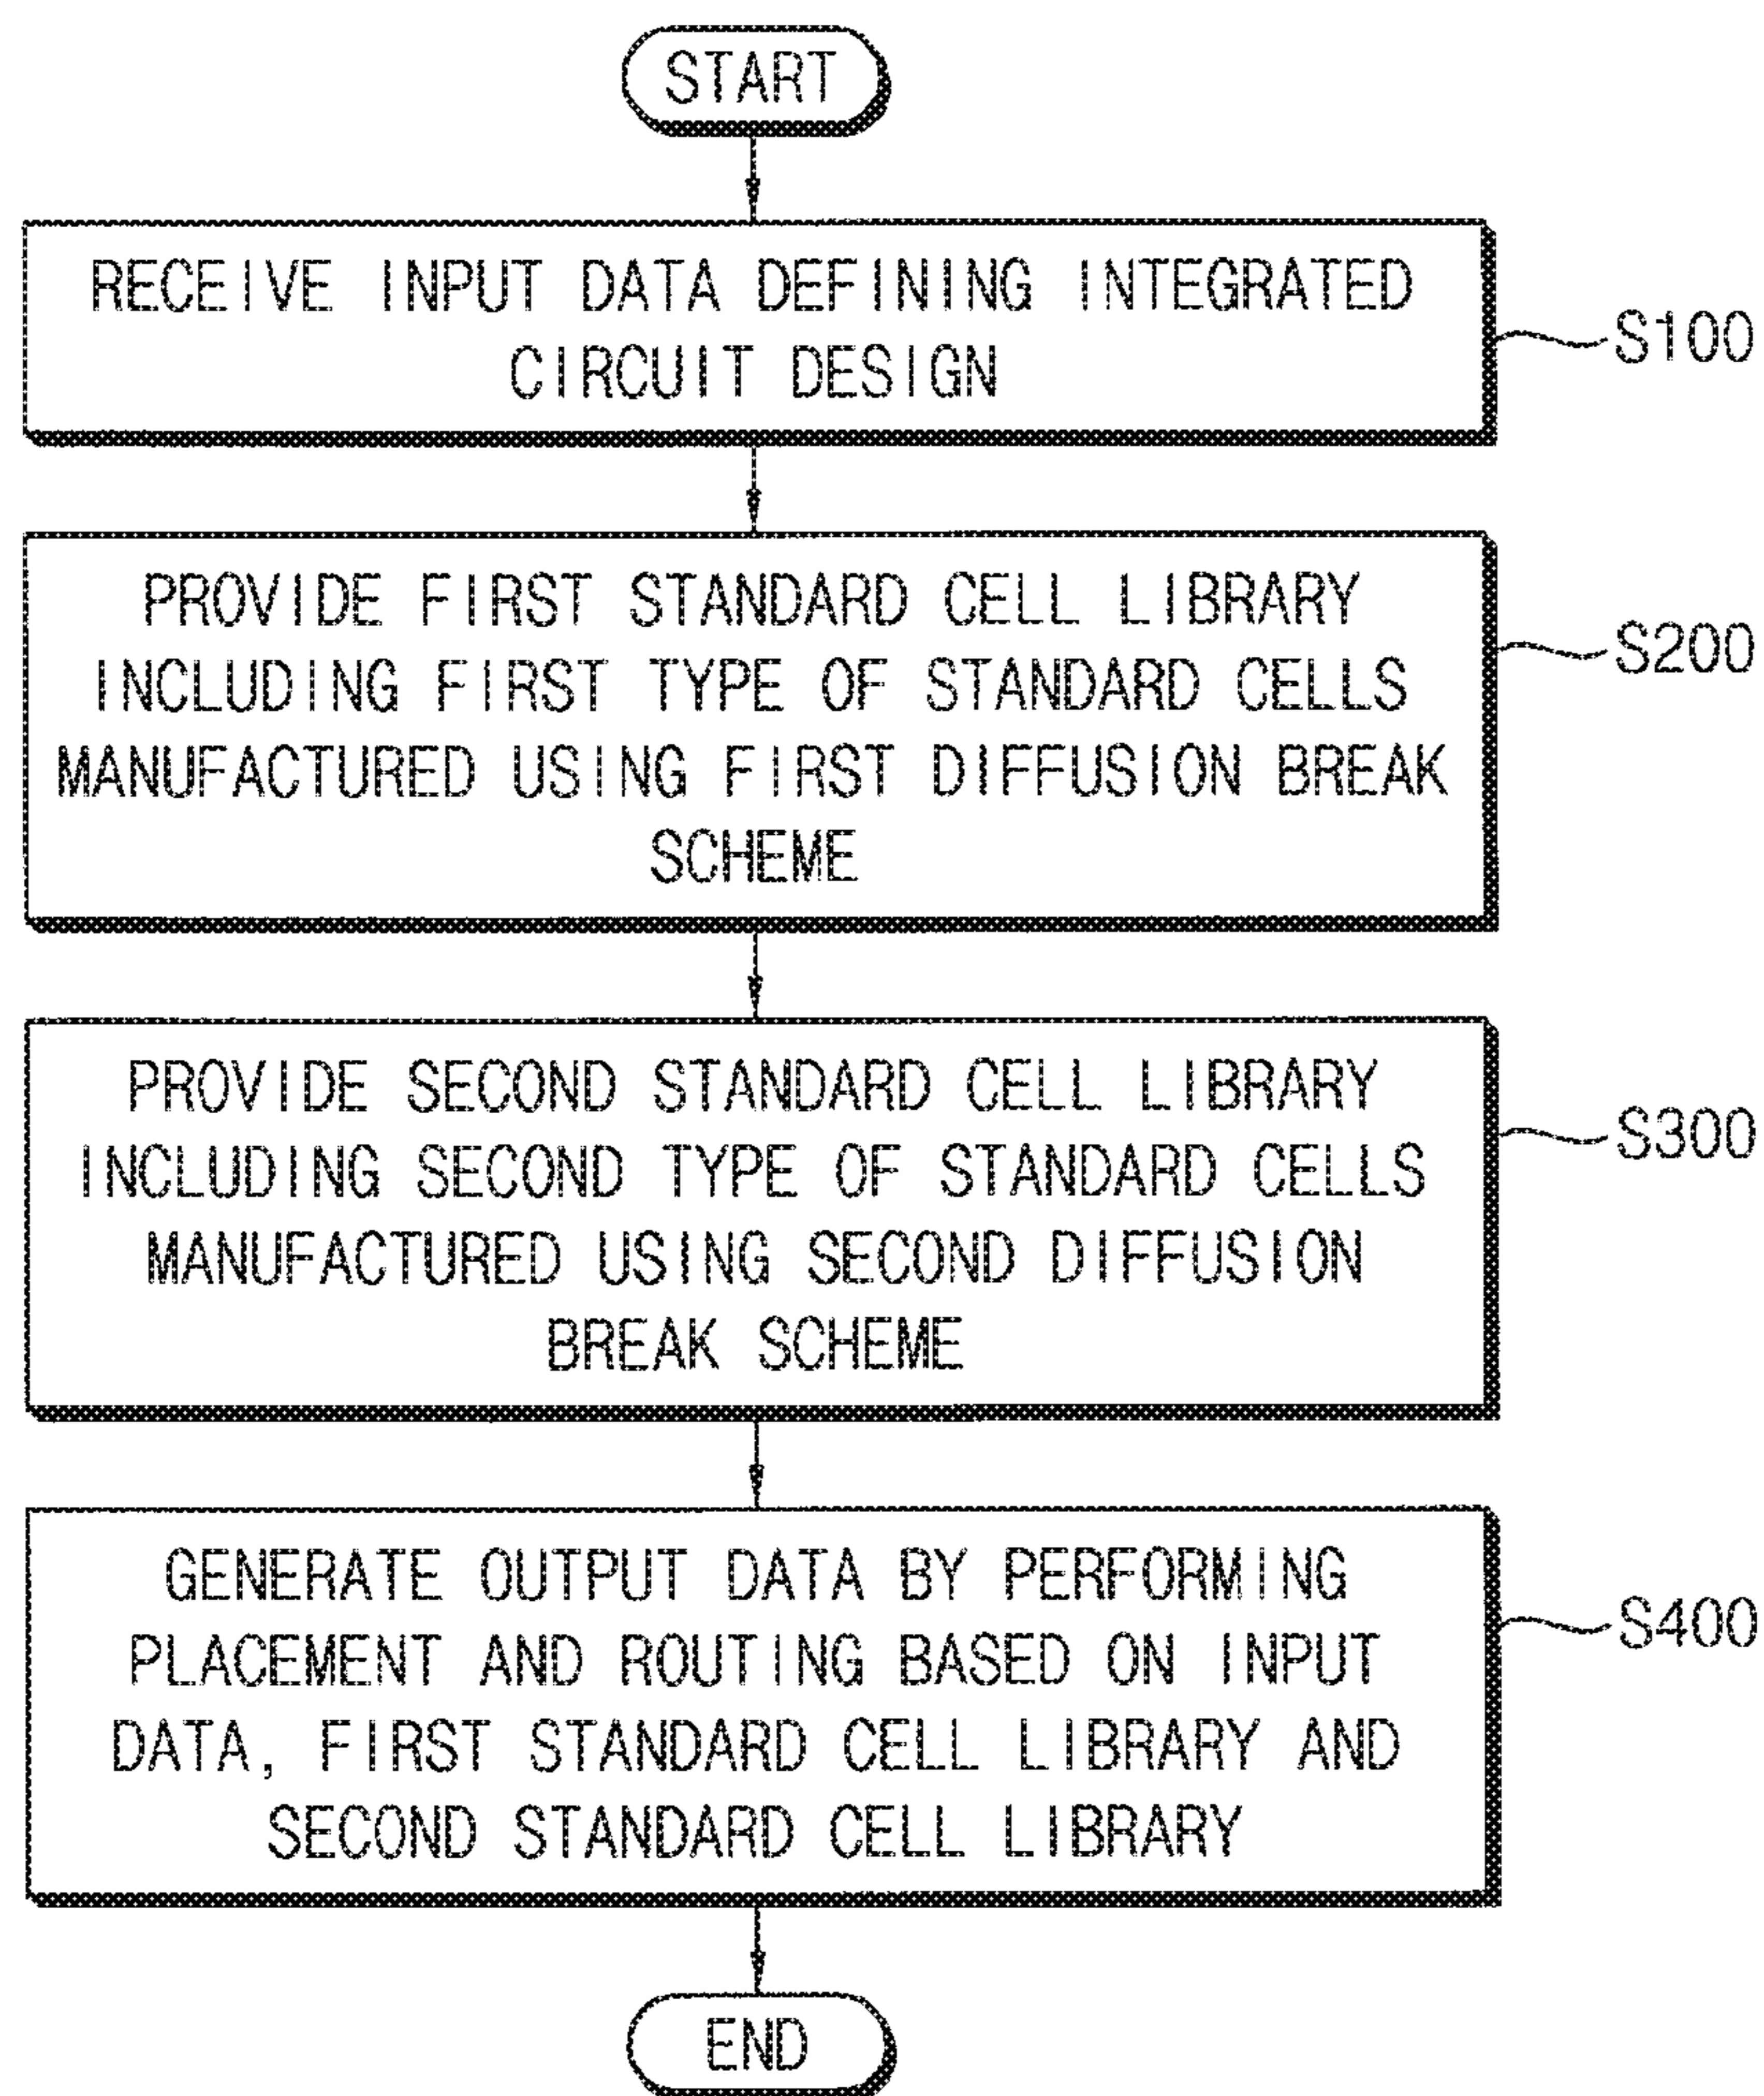 START
RECEIVE INPUT DATA DEFINING INTEGRATED
CIRCUIT DESIGN
S100
PROVIDE FIRST STANDARD CELL LIBRARY
INCLUDING FIRST TYPE OF STANDARD CELLS
MANUFACTURED USING FIRST DIFFUSION BREAK
SCHEME
S200
PROVIDE SECOND STANDARD CELL LIBRARY
INCLUDING SECOND TYPE OF STANDARD CELLS
MANUFACTURED USING SECOND DIFFUSION
BREAK SCHEME
S300
GENERATE OUTPUT DATA BY PERFORMING
PLACEMENT AND ROUTING BASED ON INPUT
DATA, FIRST STANDARD CELL LIBRARY AND
SECOND STANDARD CELL LIBRARY
S400
END